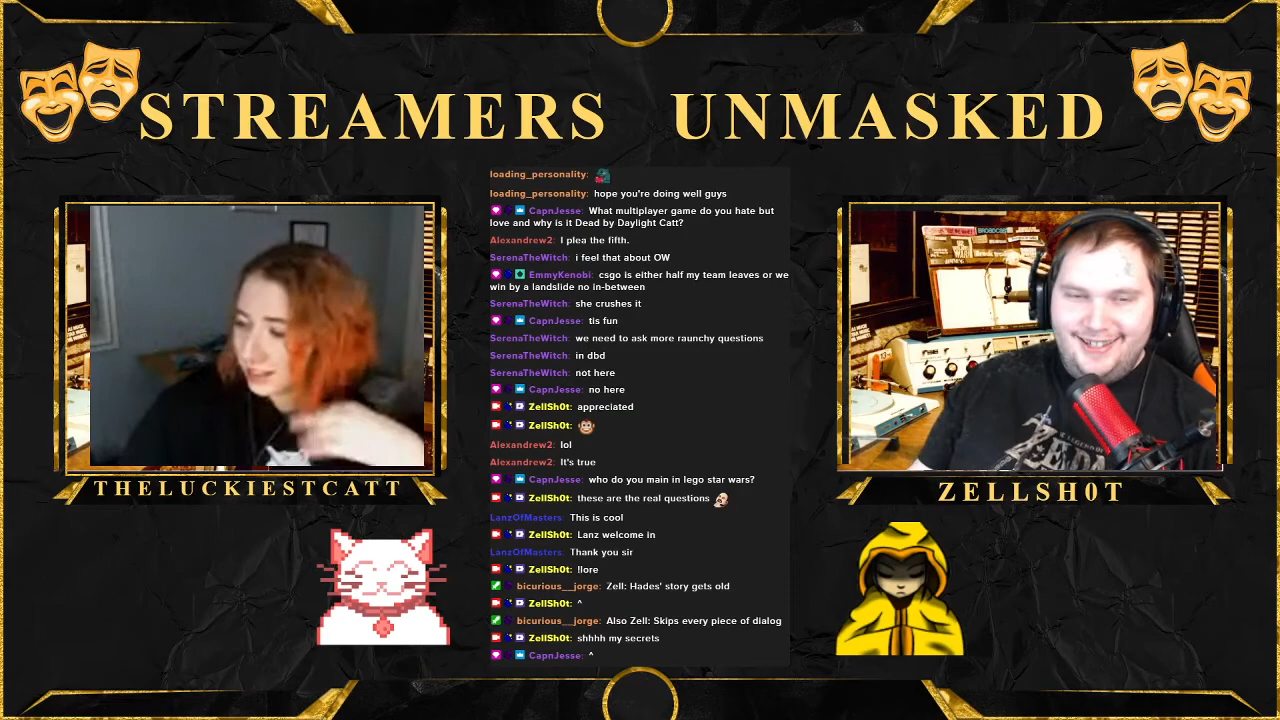 STREAMERS UNMASKED
loading_personality:
loading_personality: hope you're doing well guys
CapnJesse: What multiplayer game do you hate but
love and why is it Dead by Daylight Catt?
Alexandrew2: I plea the fifth.
SerenaTheWitch: i feel that about OW
EmmyKenobi: csgo is either half my team leaves or we
win by a landslide no in-between
SerenaTheWitch: she crushes it
CapnJesse: tis fun
SerenaTheWitch: we need to ask more raunchy questions
SerenaTheWitch: in dbd
SerenaTheWitch: not here
CapnJesse: no here
ZellSh0t: appreciated
ZellSh0t:
Alexandrew2: lol
Alexandrew2: It's true
CapnJesse: who do you main in lego star wars?
ZellSh0t: these are the real questions
LanzOfMasters: This is cool
ZellSh0t: Lanz welcome in
LanzOfMasters: Thank you sir
ZellSh0t: !lore
bicurious__jorge: Zell: Hades' story gets old
ZellSh0t: ^
bicurious__jorge: Also Zell: Skips every piece of dialog
ZellSh0t: shhhh my secrets
CapnJesse: ^
THELUCKIESTCATT
ZELDA
ZELLSH0T